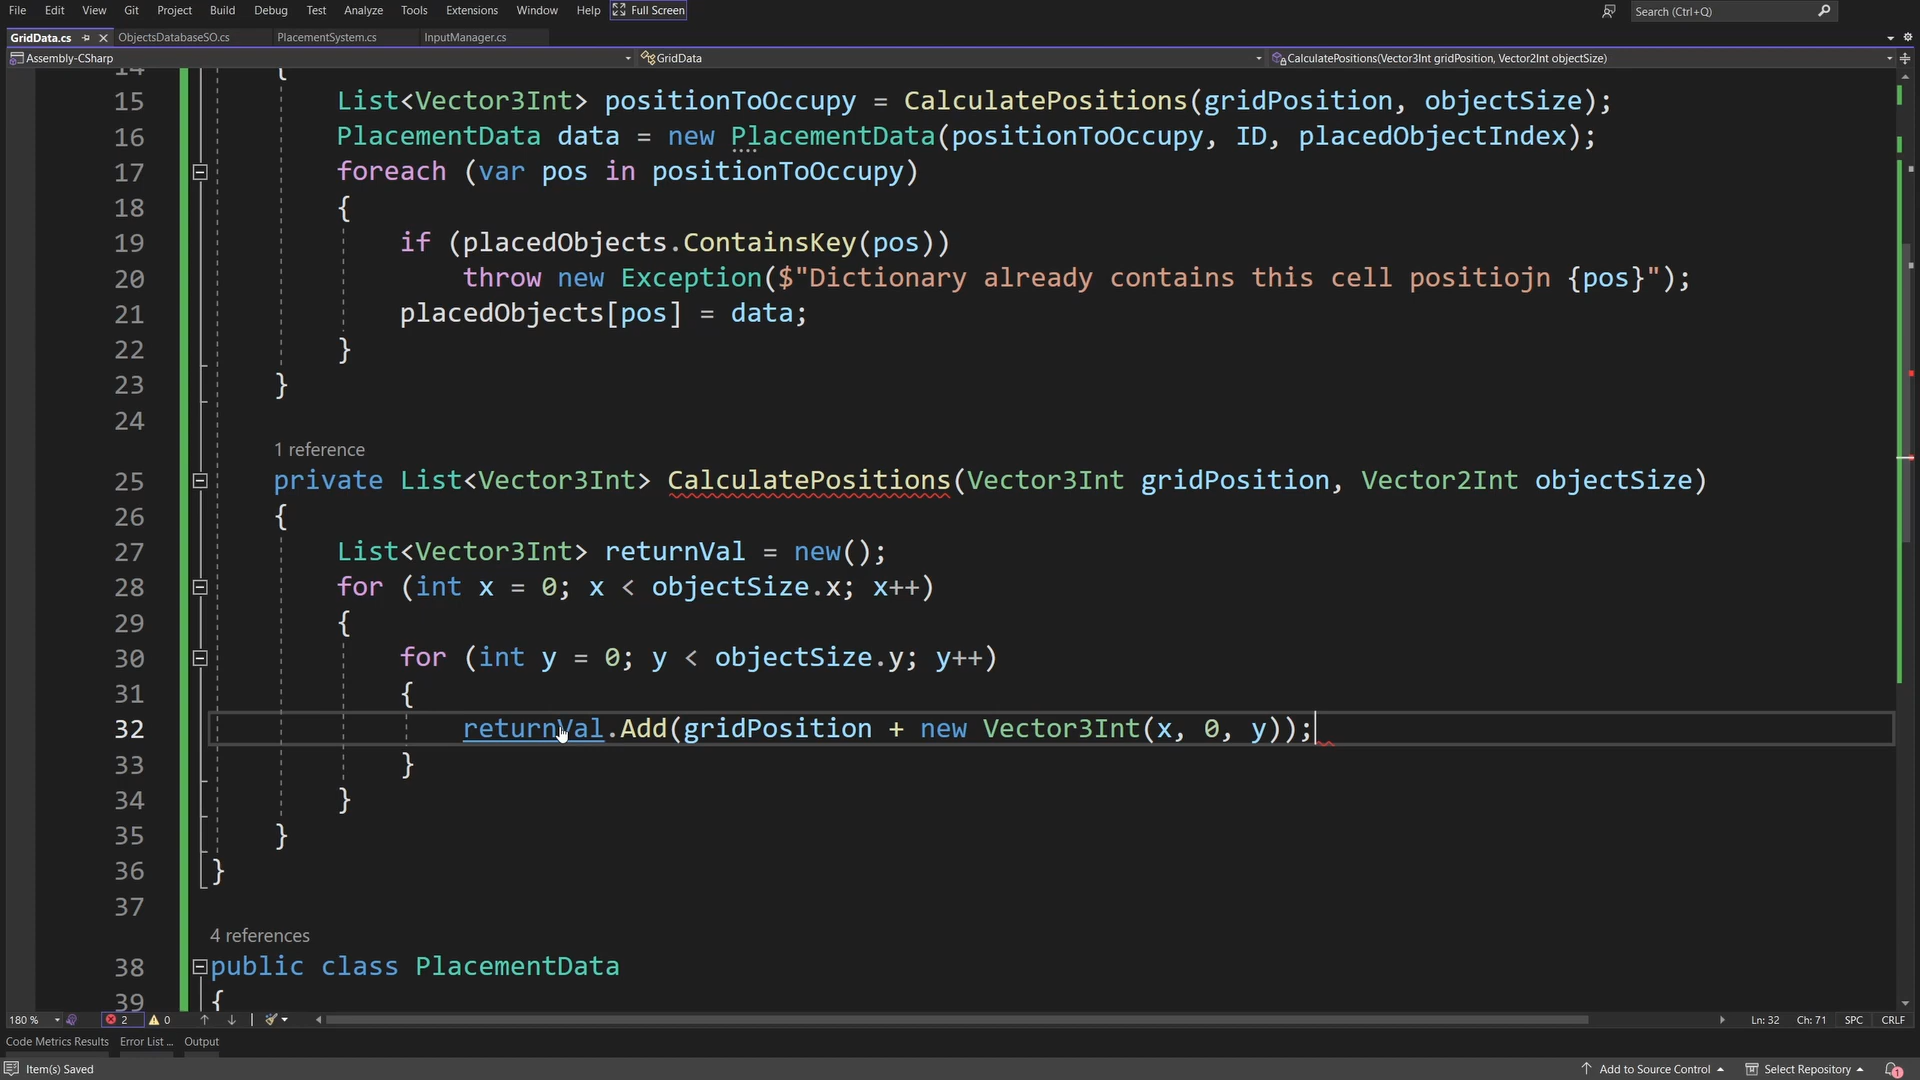 File Edit View Git Project Build Debug Test Analyze Tools Extensions Window Help Full Screen Search (Ctrl+Q)
GridData.cs ObjectsDatabaseSO.cs PlacementSystem.cs InputManager.cs
Assembly-CSharp GridData CalculatePositions(Vector3Int gridPosition, Vector2Int objectSize)
14 {
15 List<Vector3Int> positionToOccupy = CalculatePositions(gridPosition, objectSize);
16 PlacementData data = new PlacementData(positionToOccupy, ID, placedObjectIndex);
17 foreach (var pos in positionToOccupy)
18 {
19 if (placedObjects.ContainsKey(pos))
20 throw new Exception($"Dictionary already contains this cell positiojn {pos}");
21 placedObjects[pos] = data;
22 }
23 }
24
1 reference
25 private List<Vector3Int> CalculatePositions(Vector3Int gridPosition, Vector2Int objectSize)
26 {
27 List<Vector3Int> returnVal = new();
28 for (int x = 0; x < objectSize.x; x++)
29 {
30 for (int y = 0; y < objectSize.y; y++)
31 {
32 returnVal.Add(gridPosition + new Vector3Int(x, 0, y));
33 }
34 }
35 }
36 }
37
4 references
38 public class PlacementData
39 {
180 % 2 0 Ln: 32 Ch: 71 SPC CRLF
Code Metrics Results Error List ... Output
Item(s) Saved Add to Source Control Select Repository 1